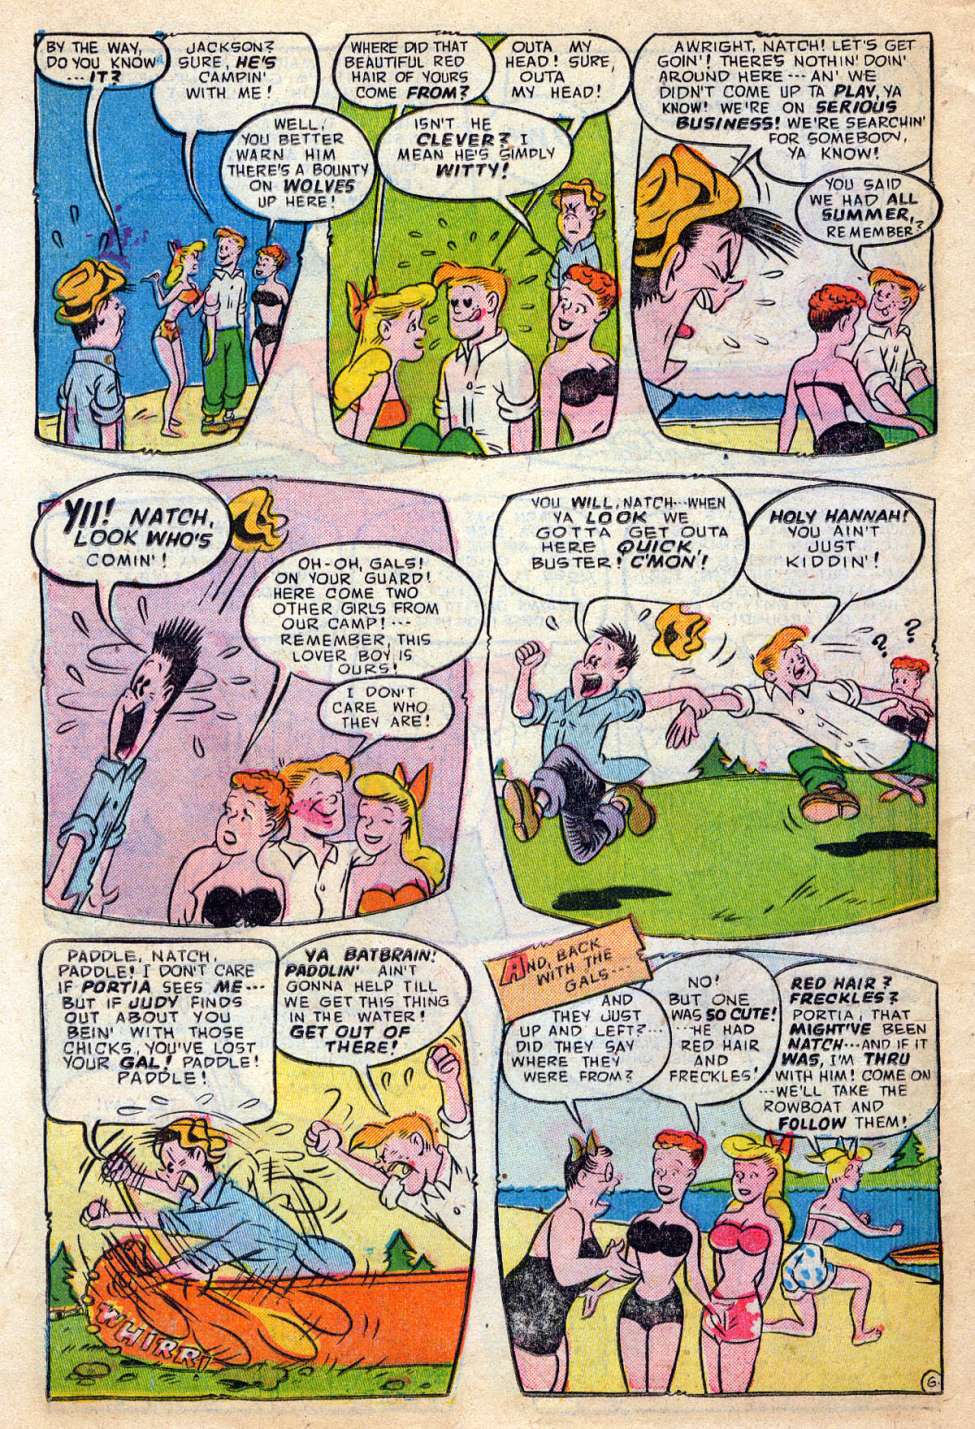 BY THE WAY,
DO YOU KNOW
... IT?
JACKSON?
SURE, HE'S
CAMPIN'
WITH ME!
WELL,
YOU BETTER
WARN HIM
THERE'S A BOUNTY
ON WOLVES
UP HERE!
WHERE DID THAT
BEAUTIFUL RED
HAIR OF YOURS
COME FROM?
OUTA MY
HEAD! SURE,
OUTA
MY HEAD!
ISN'T HE
CLEVER? I
MEAN HE'S SIMPLY
WITTY!
AWRIGHT, NATCH! LET'S GET
GOIN'! THERE'S NOTHIN' DOIN'
AROUND HERE --- AN' WE
DIDN'T COME UP TA PLAY, YA
KNOW! WE'RE ON SERIOUS
BUSINESS! WE'RE SEARCHIN'
FOR SOMEBODY,
YA KNOW!
YOU SAID
WE HAD ALL
SUMMER,
REMEMBER?
YII! NATCH,
LOOK WHO'S
COMIN'!
OH-OH, GALS!
ON YOUR GUARD!
HERE COME TWO
OTHER GIRLS FROM
OUR CAMP! ---
REMEMBER, THIS
LOVER BOY IS
OURS!
I DON'T
CARE WHO
THEY ARE!
YOU WILL, NATCH---WHEN
YA LOOK WE
GOTTA GET OUTA
HERE QUICK,
BUSTER! C'MON!
HOLY HANNAH!
YOU AIN'T
JUST
KIDDIN'!
? ?
PADDLE, NATCH,
PADDLE! I DON'T CARE
IF PORTIA SEES ME---
BUT IF JUDY FINDS
OUT ABOUT YOU
BEIN' WITH THOSE
CHICKS, YOU'VE LOST
YOUR GAL! PADDLE!
PADDLE!
YA BATBRAIN!
PADDLIN' AIN'T
GONNA HELP TILL
WE GET THIS THING
IN THE WATER!
GET OUT OF
THERE!
WHIRR!
AND, BACK
WITH THE
GALS---
AND
THEY JUST
UP AND LEFT?---
DID THEY SAY
WHERE THEY
WERE FROM?
NO!
BUT ONE
WAS SO CUTE!
---HE HAD
RED HAIR
AND
FRECKLES!
RED HAIR?
FRECKLES?
PORTIA, THAT
MIGHT'VE BEEN
NATCH---AND IF IT
WAS, I'M THRU
WITH HIM! COME ON
---WE'LL TAKE THE
ROWBOAT AND
FOLLOW THEM!
6